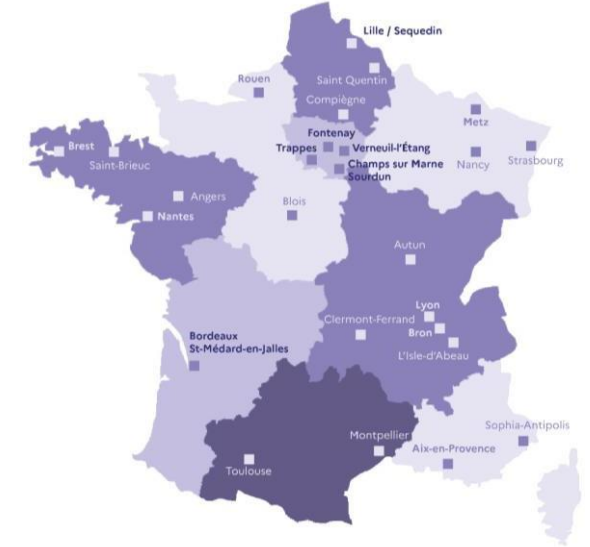 Lille / Sequedin
Saint Quentin
Rouen
Compiègne
Metz
Fontenay
Trappes
Verneuil-l'Étang
Brest
Saint-Brieuc
Champs sur Marne
Sourdun
Nancy
Strasbourg
Angers
Blois
Nantes
Autun
Lyon
Clermont-Ferrand
Bron
Bordeaux
St-Médard-en-Jalles
L'Isle-d'Abeau
Sophia-Antipolis
Montpellier
Aix-en-Provence
Toulouse